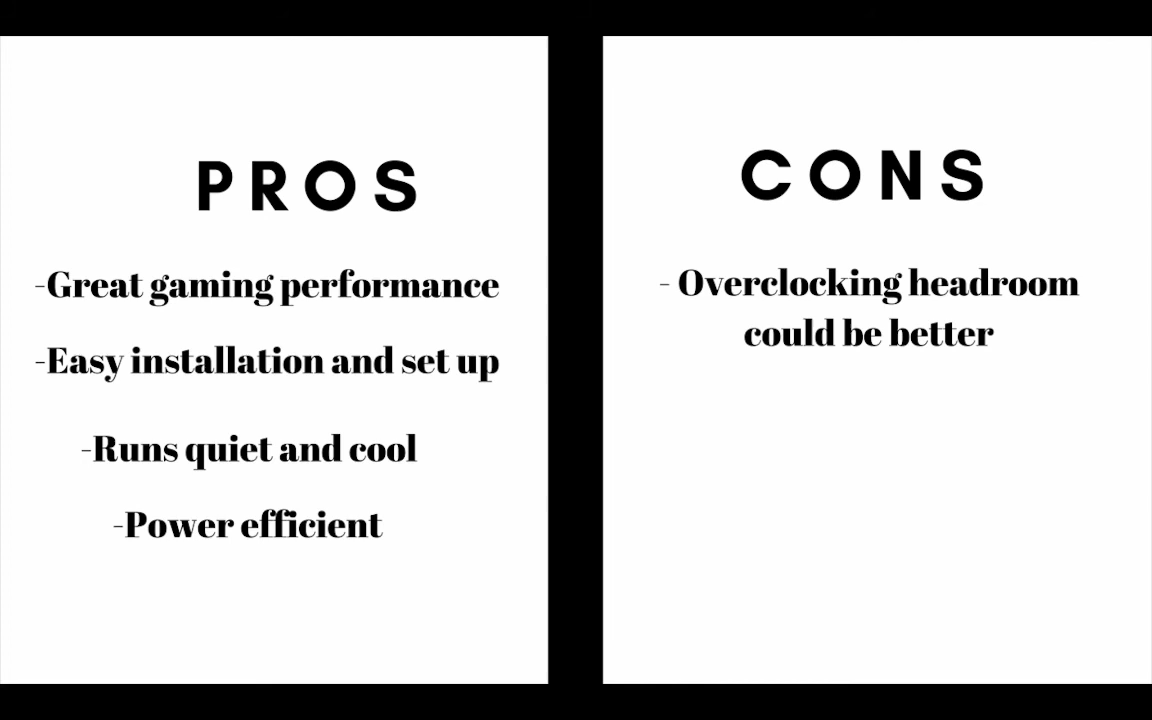 PROS
-Great gaming performance
-Easy installation and set up
-Runs quiet and cool
-Power efficient
CONS
- Overclocking headroom
could be better